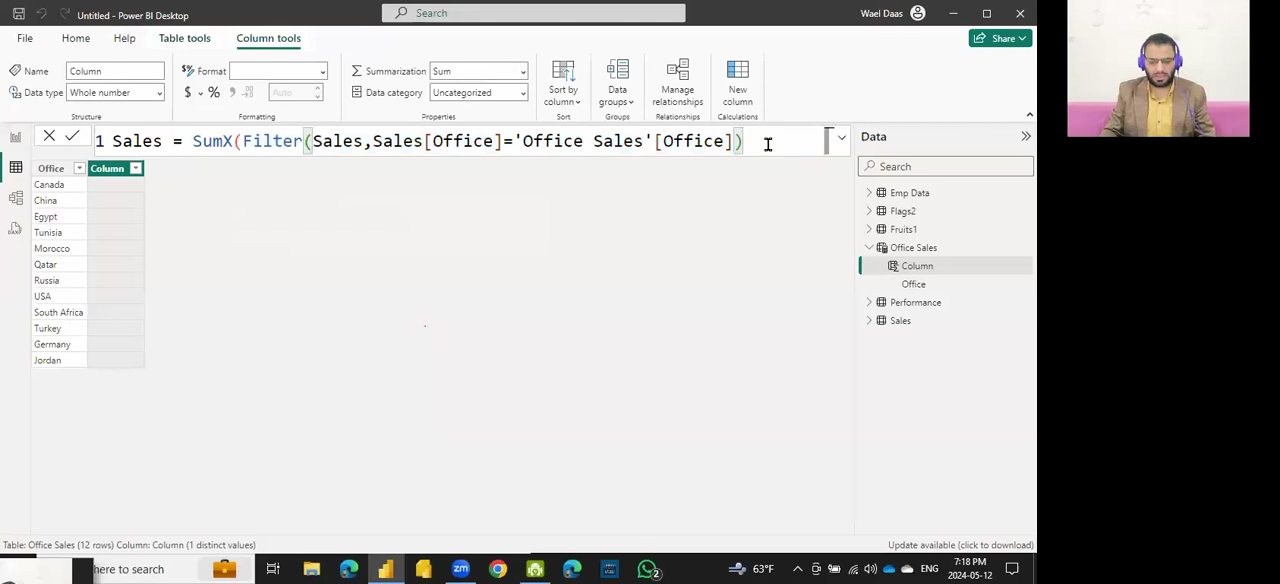 Untitled - Power BI Desktop
Search
Wael Daas
File
Home
Help
Table tools
Column tools
Share
Name
Column
Format
Summarization
Sum
Data type
Whole number
$ % 
Auto
Data category
Uncategorized
Sort by
column
Data
groups
Manage
relationships
New
column
Structure
Formatting
Properties
Sort
Groups
Relationships
Calculations
1 Sales = SumX(Filter(Sales,Sales[Office]='Office Sales'[Office])
Data
Office
Column
Search
Canada
China
Egypt
Tunisia
Morocco
Qatar
Russia
USA
South Africa
Turkey
Germany
Jordan
Emp Data
Flags2
Fruits1
Office Sales
Column
Office
Performance
Sales
Table: Office Sales (12 rows) Column: Column (1 distinct values)
Update available (click to download)
here to search
2
63°F
ENG
7:18 PM
2024-05-12